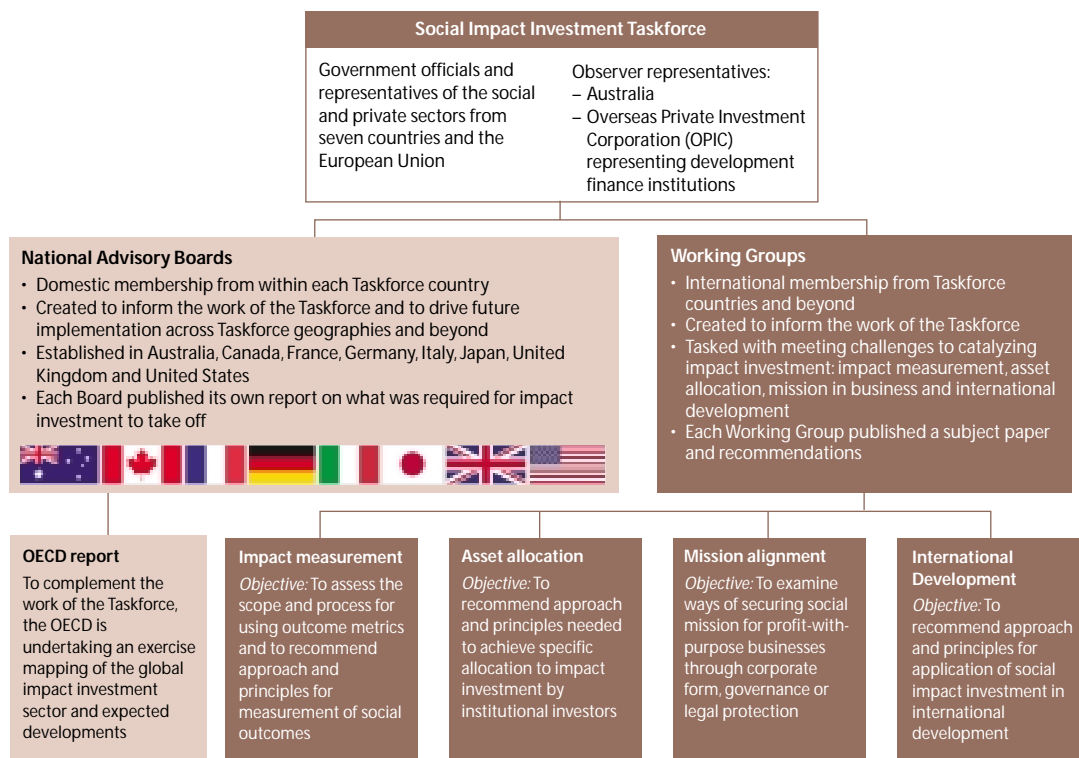 Social Impact Investment Taskforce
Government officials and
representatives of the social
and private sectors from
seven countries and the
European Union
Observer representatives:
– Australia
– Overseas Private Investment
Corporation (OPIC)
representing development
finance institutions
National Advisory Boards
• Domestic membership from within each Taskforce country
• Created to inform the work of the Taskforce and to drive future
implementation across Taskforce geographies and beyond
• Established in Australia, Canada, France, Germany, Italy, Japan, United
Kingdom and United States
• Each Board published its own report on what was required for impact
investment to take off
Working Groups
• International membership from Taskforce
countries and beyond
• Created to inform the work of the Taskforce
• Tasked with meeting challenges to catalyzing
impact investment: impact measurement, asset
allocation, mission in business and international
development
• Each Working Group published a subject paper
and recommendations
OECD report
To complement the
work of the Taskforce,
the OECD is
undertaking an exercise
mapping of the global
impact investment
sector and expected
developments
Impact measurement
Objective: To assess the
scope and process for
using outcome metrics
and to recommend
approach and
principles for
measurement of social
outcomes
Asset allocation
Objective: To
recommend approach
and principles needed
to achieve specific
allocation to impact
investment by
institutional investors
Mission alignment
Objective: To examine
ways of securing social
mission for profit-with-
purpose businesses
through corporate
form, governance or
legal protection
International
Development
Objective: To
recommend approach
and principles for
application of social
impact investment in
international
development